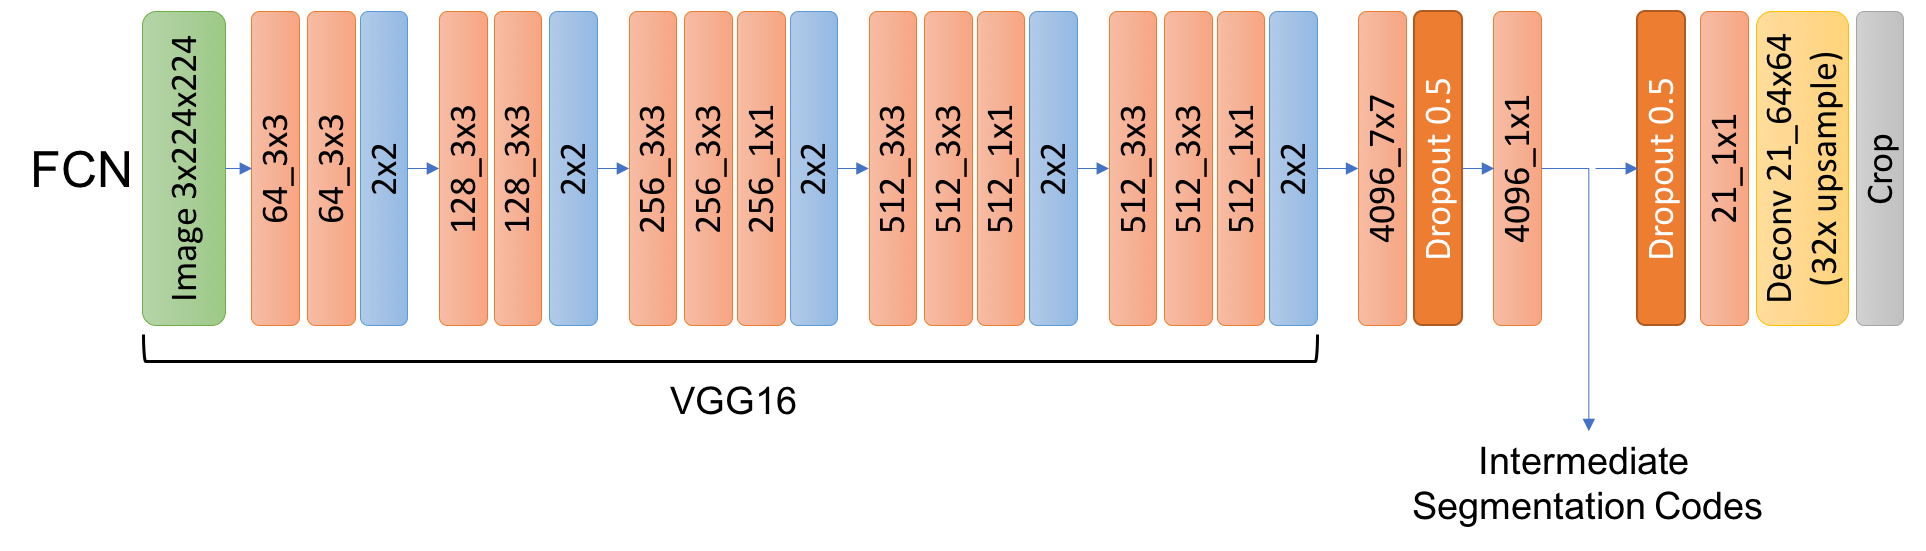 FCN
Image 3x224x224
64_3x3
64_3x3
2x2
128_3x3
128_3x3
2x2
256_3x3
256_3x3
256_1x1
2x2
512_3x3
512_3x3
512_1x1
2x2
512_3x3
512_3x3
512_1x1
2x2
4096_7x7
Dropout 0.5
4096_1x1
Dropout 0.5
21_1x1
Deconv 21_64x64
(32x upsample)
Crop
VGG16
Intermediate
Segmentation Codes